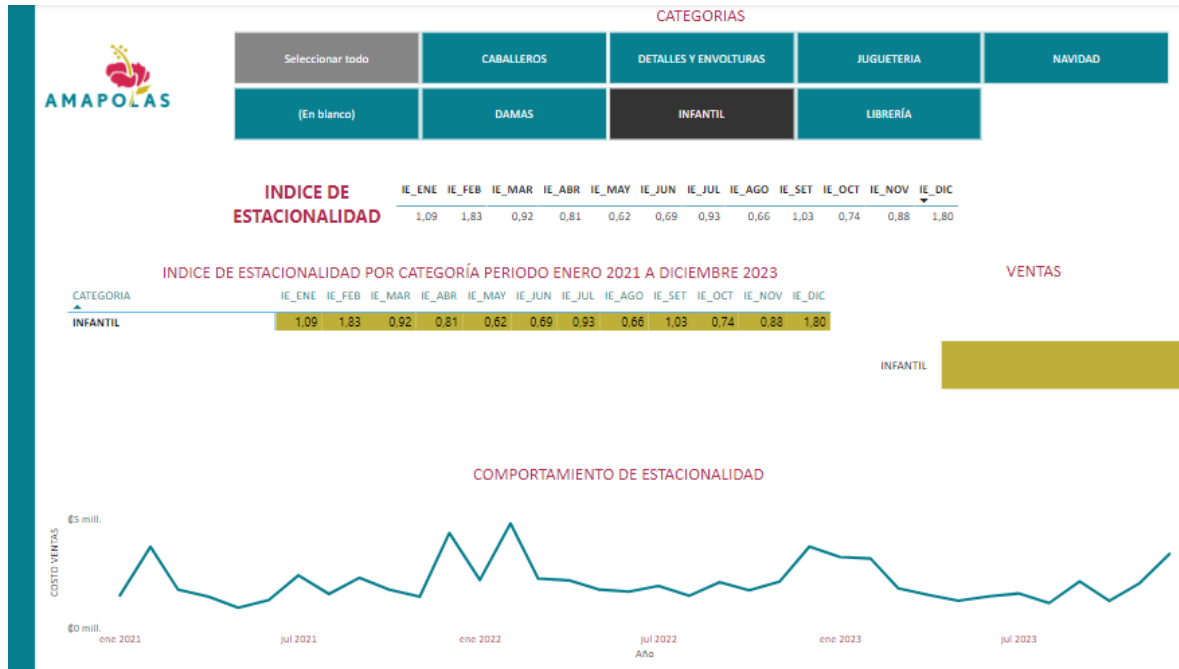 CATEGORIAS
Seleccionar todo CABALLEROS DETALLES Y ENVOLTURAS JUGUETERIA NAVIDAD
AMAPOLAS
(En blanco) DAMAS INFANTIL LIBRERÍA
INDICE DE ESTACIONALIDAD
IE_ENE IE_FEB IE_MAR IE_ABR IE_MAY IE_JUN IE_JUL IE_AGO IE_SET IE_OCT IE_NOV IE_DIC
1,09 1,83 0,92 0,81 0,62 0,69 0,93 0,66 1,03 0,74 0,88 1,80
INDICE DE ESTACIONALIDAD POR CATEGORÍA PERIODO ENERO 2021 A DICIEMBRE 2023
CATEGORIA IE_ENE IE_FEB IE_MAR IE_ABR IE_MAY IE_JUN IE_JUL IE_AGO IE_SET IE_OCT IE_NOV IE_DIC
INFANTIL 1,09 1,83 0,92 0,81 0,62 0,69 0,93 0,66 1,03 0,74 0,88 1,80
VENTAS
INFANTIL
COMPORTAMIENTO DE ESTACIONALIDAD
₡5 mill.
COSTO VENTAS
₡0 mill.
ene 2021 jul 2021 ene 2022 jul 2022 ene 2023 jul 2023
Año